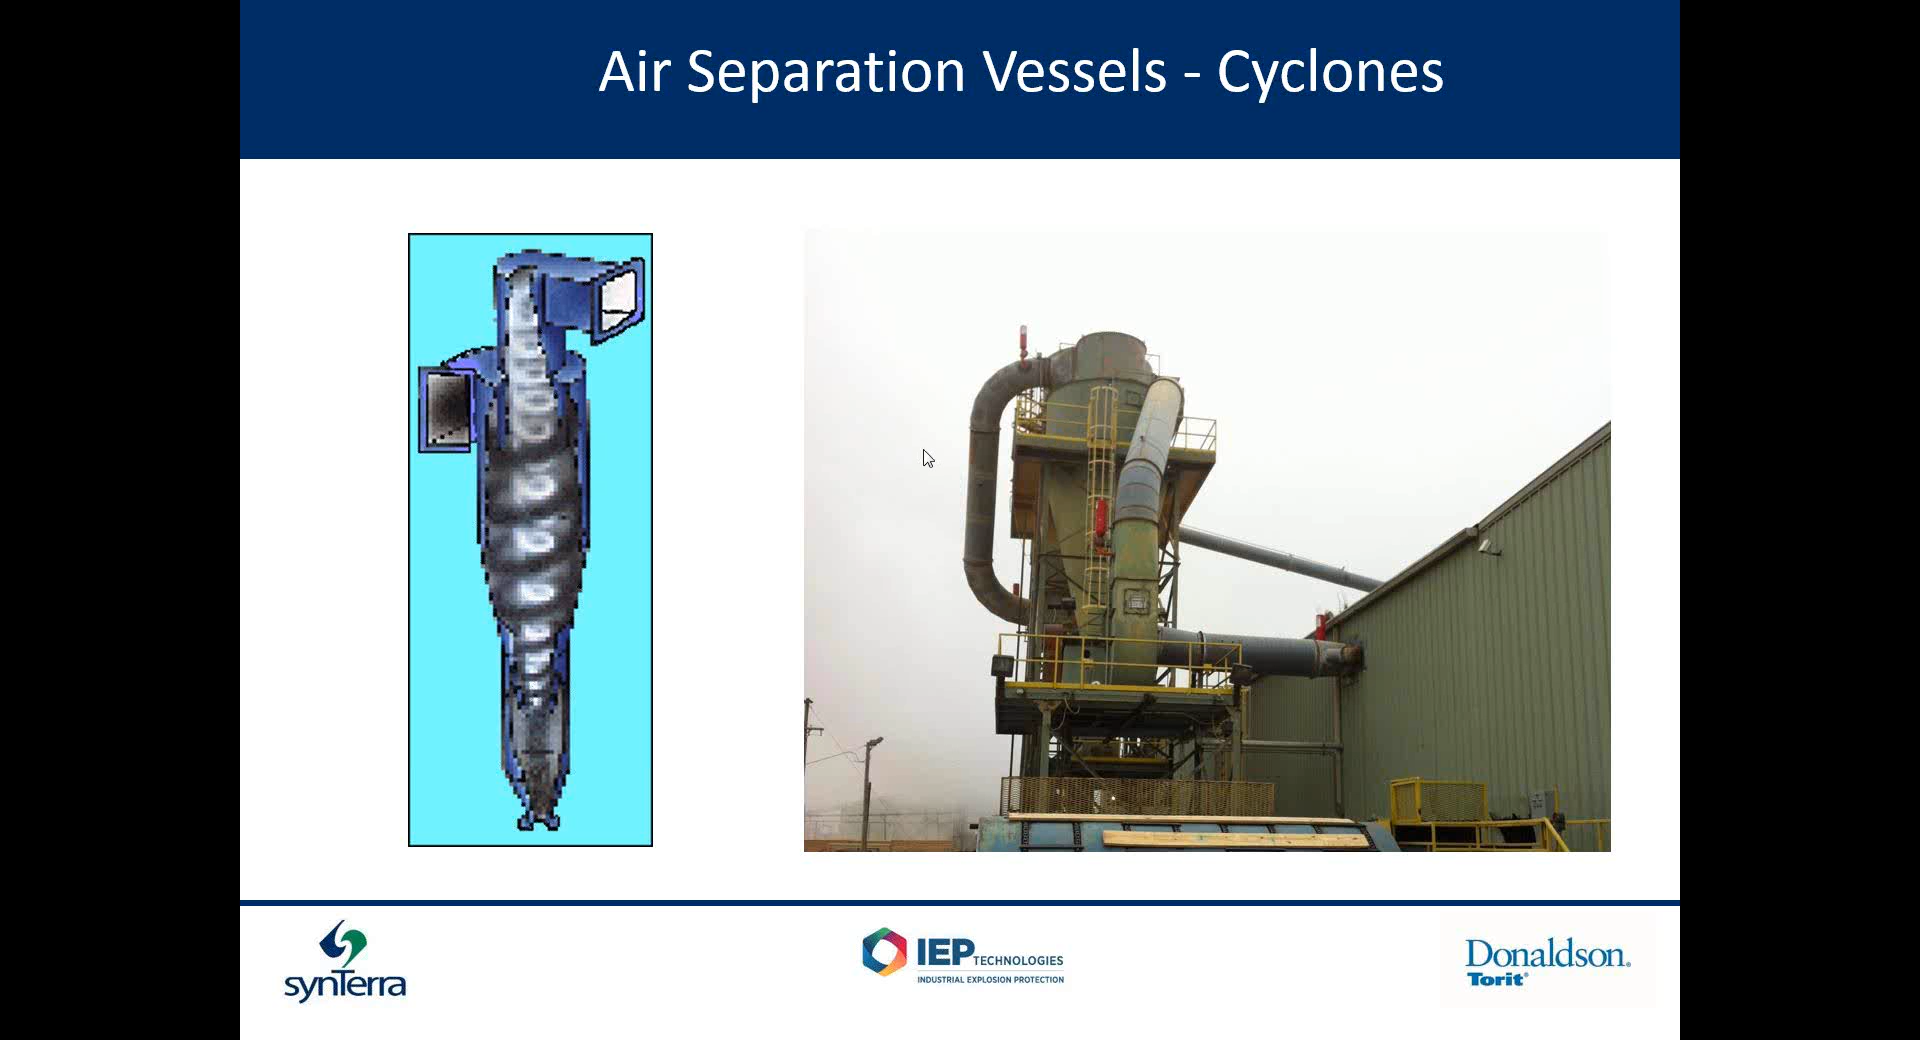 Air Separation Vessels - Cyclones
synTerra
IEP TECHNOLOGIES
INDUSTRIAL EXPLOSION PROTECTION
Donaldson®
Torit®